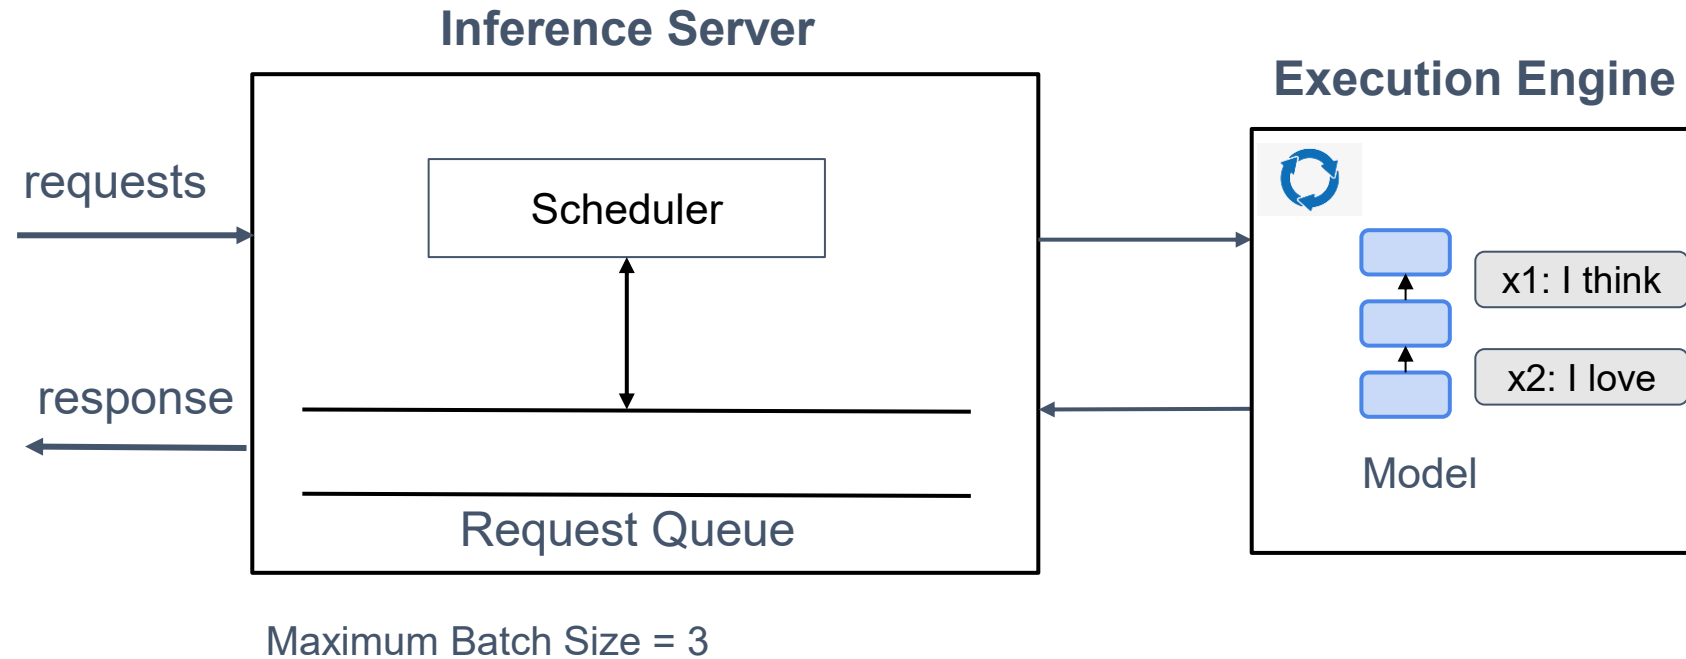 Inference Server
Execution Engine
requests
Scheduler
x1: I think
x2: I love
response
Model
Request Queue
Maximum Batch Size = 3